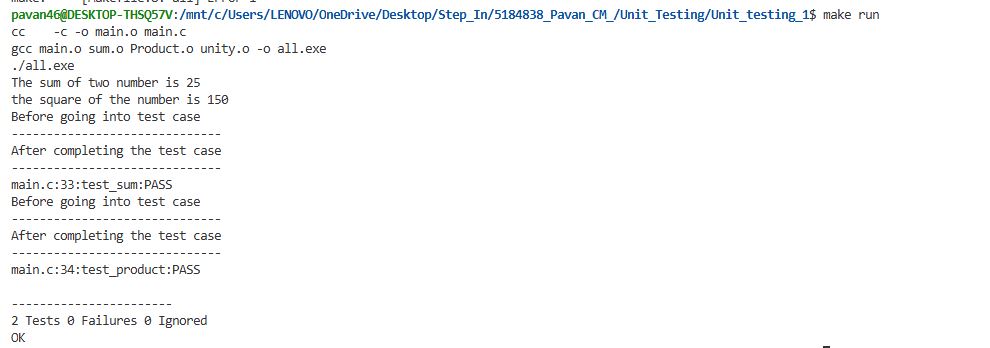 make: *** [Makefile:6: all] Error 1
pavan46@DESKTOP-THSQ57V:/mnt/c/Users/LENOVO/OneDrive/Desktop/Step_In/5184838_Pavan_CM_/Unit_Testing/Unit_testing_1$ make run
cc    -c -o main.o main.c
gcc main.o sum.o Product.o unity.o -o all.exe
./all.exe
The sum of two number is 25
the square of the number is 150
Before going into test case
------------------------------
After completing the test case
------------------------------
main.c:33:test_sum:PASS
Before going into test case
------------------------------
After completing the test case
------------------------------
main.c:34:test_product:PASS
-----------------------
2 Tests 0 Failures 0 Ignored
OK